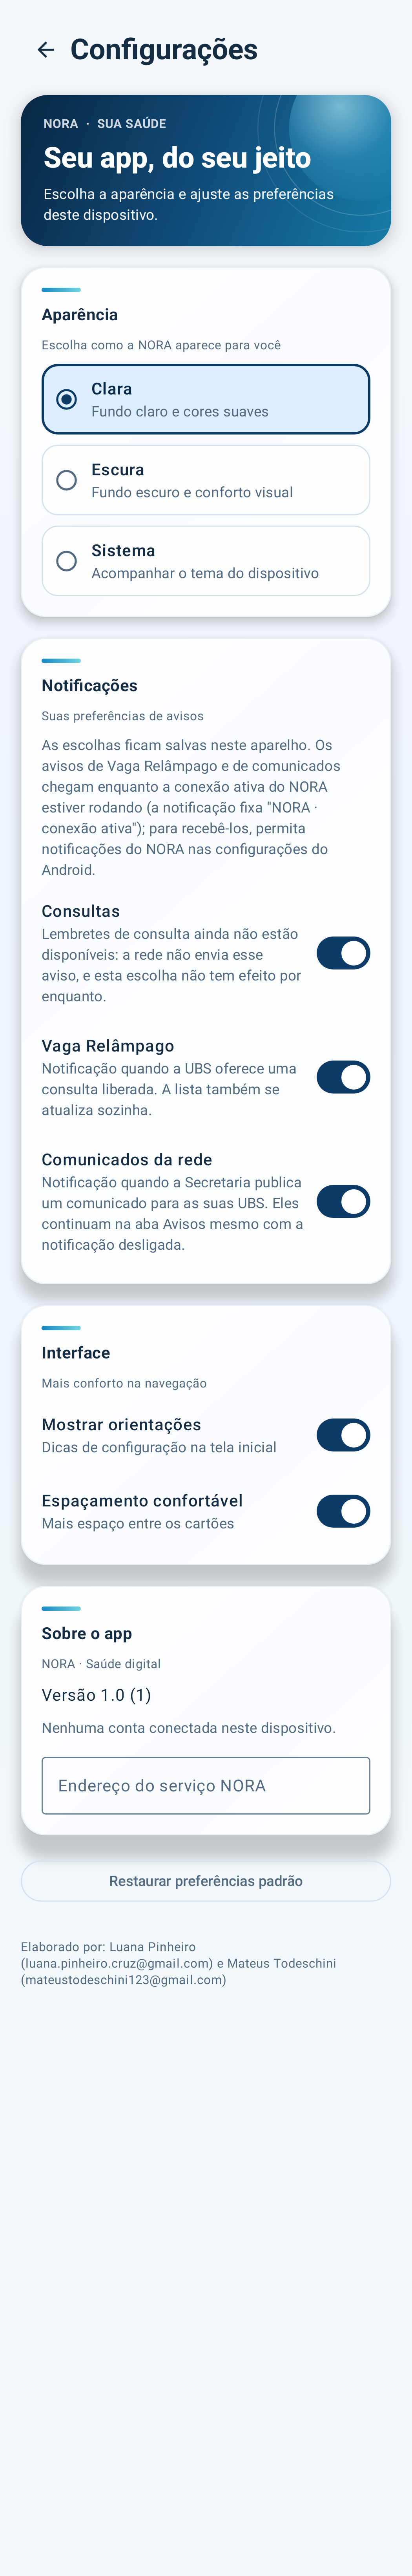 Configurações
NORA · SUA SAÚDE
Seu app, do seu jeito
Escolha a aparência e ajuste as preferências
deste dispositivo.
Aparência
Escolha como a NORA aparece para você
Clara
Fundo claro e cores suaves
Escura
Fundo escuro e conforto visual
Sistema
Acompanhar o tema do dispositivo
Notificações
Suas preferências de avisos
As escolhas ficam salvas neste aparelho. Os
avisos de Vaga Relâmpago e de comunicados
chegam enquanto a conexão ativa do NORA
estiver rodando (a notificação fixa "NORA ·
conexão ativa"); para recebê-los, permita
notificações do NORA nas configurações do
Android.
Consultas
Lembretes de consulta ainda não estão
disponíveis: a rede não envia esse
aviso, e esta escolha não tem efeito por
enquanto.
Vaga Relâmpago
Notificação quando a UBS oferece uma
consulta liberada. A lista também se
atualiza sozinha.
Comunicados da rede
Notificação quando a Secretaria publica
um comunicado para as suas UBS. Eles
continuam na aba Avisos mesmo com a
notificação desligada.
Interface
Mais conforto na navegação
Mostrar orientações
Dicas de configuração na tela inicial
Espaçamento confortável
Mais espaço entre os cartões
Sobre o app
NORA · Saúde digital
Versão 1.0 (1)
Nenhuma conta conectada neste dispositivo.
Endereço do serviço NORA
Restaurar preferências padrão
Elaborado por: Luana Pinheiro
(luana.pinheiro.cruz@gmail.com) e Mateus Todeschini
(mateustodeschini123@gmail.com)